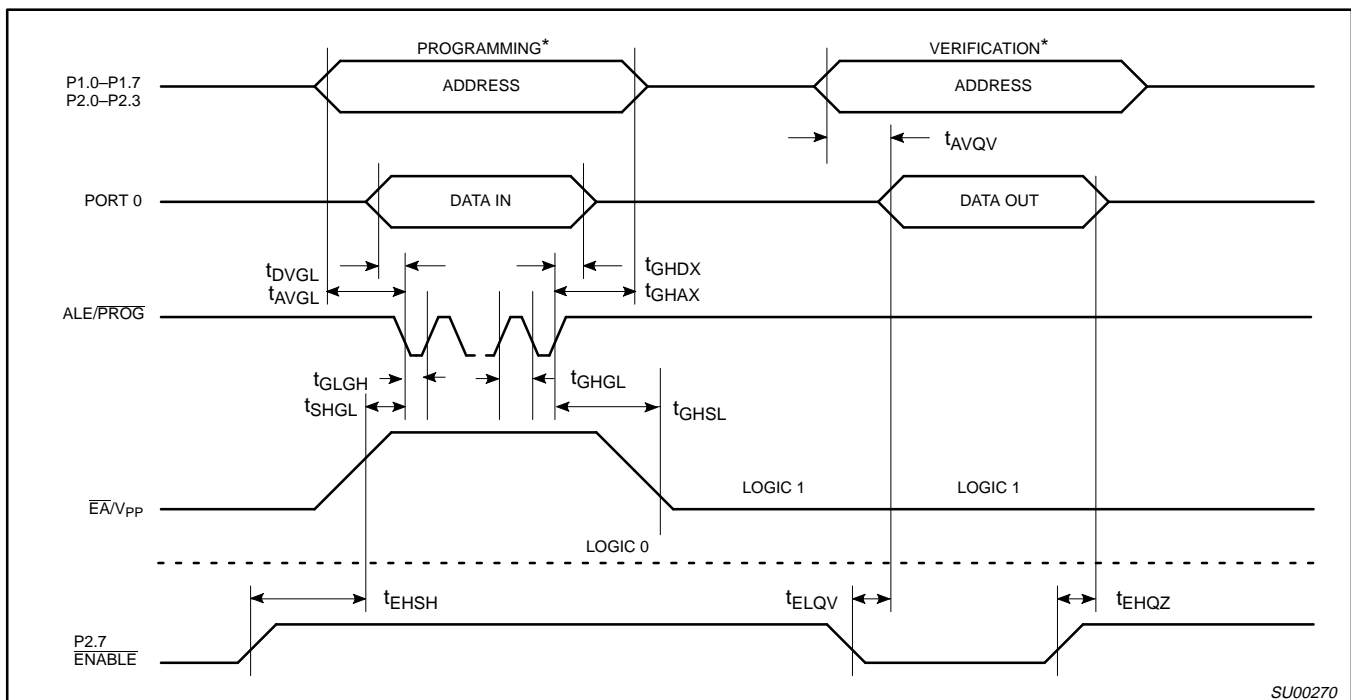 PROGRAMMING* VERIFICATION*
P1.0–P1.7
P2.0–P2.3
ADDRESS ADDRESS
tAVQV
PORT 0
DATA IN DATA OUT
tDVGL tGHDX
tAVGL tGHAX
ALE/PROG
tGLGH tGHGL
tSHGL tGHSL
LOGIC 1 LOGIC 1
EA/VPP
LOGIC 0
tEHSH tELQV tEHQZ
P2.7
ENABLE
SU00270